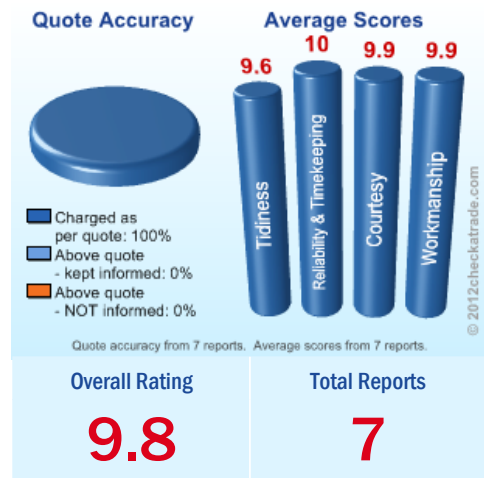 Quote Accuracy
Average Scores
9.6
10
9.9
9.9
Tidiness
Reliability & Timekeeping
Courtesy
Workmanship
Charged as
per quote: 100%
Above quote
- kept informed: 0%
Above quote
- NOT informed: 0%
© 2012checkatrade.com
Quote accuracy from 7 reports. Average scores from 7 reports.
Overall Rating
9.8
Total Reports
7